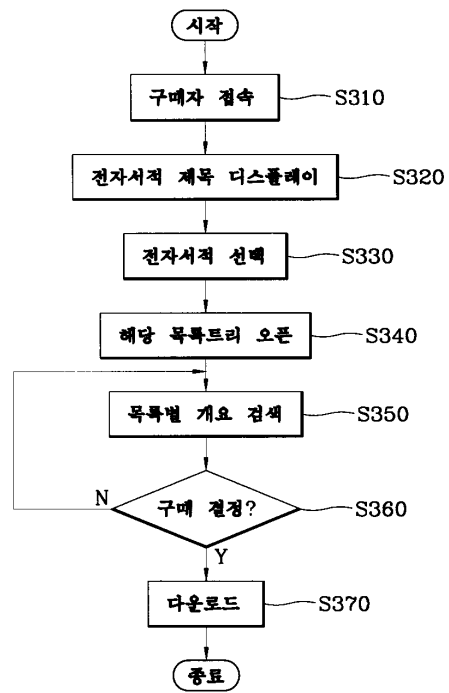 시작
구매자 접속 S310
전자서적 제목 디스플레이 S320
전자서적 선택 S330
해당 목록트리 오픈 S340
목록별 개요 검색 S350
N 구매 결정? S360
Y
다운로드 S370
종료